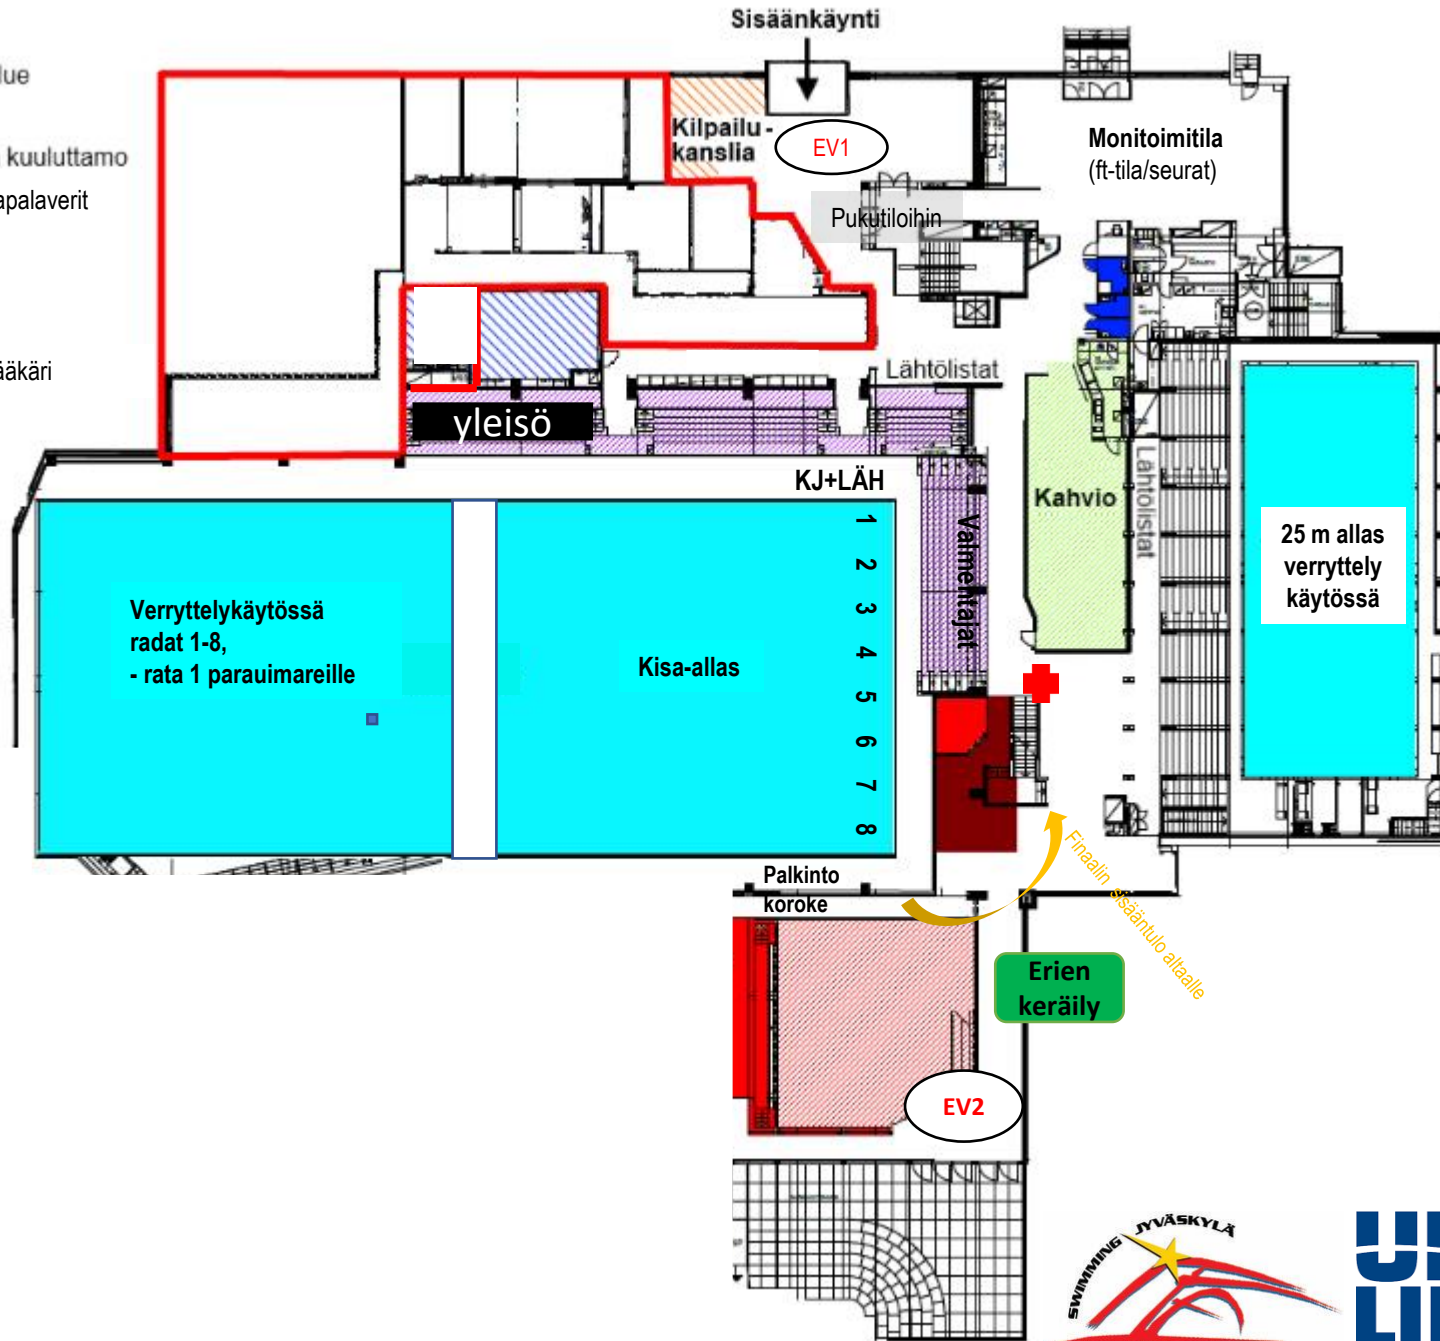 Sisäänkäynti
lue
kuuluttamo
apalaverit
ääkäri
Kilpailu -
kanslia
EV1
Monitoimitila
(ft-tila/seurat)
Pukutiloihin
Lähtölistat
yleisö
KJ+LÄH
Valmentajat
Kahvio
Lähtölistat
25 m allas
verryttely
käytössä
1
2
3
4
5
6
7
8
Verryttelykäytössä
radat 1-8,
- rata 1 parauimareille
Kisa-allas
Palkinto
koroke
Finaalin sisääntulo altaalle
Erien
keräily
EV2
SWIMMING JYVÄSKYLÄ